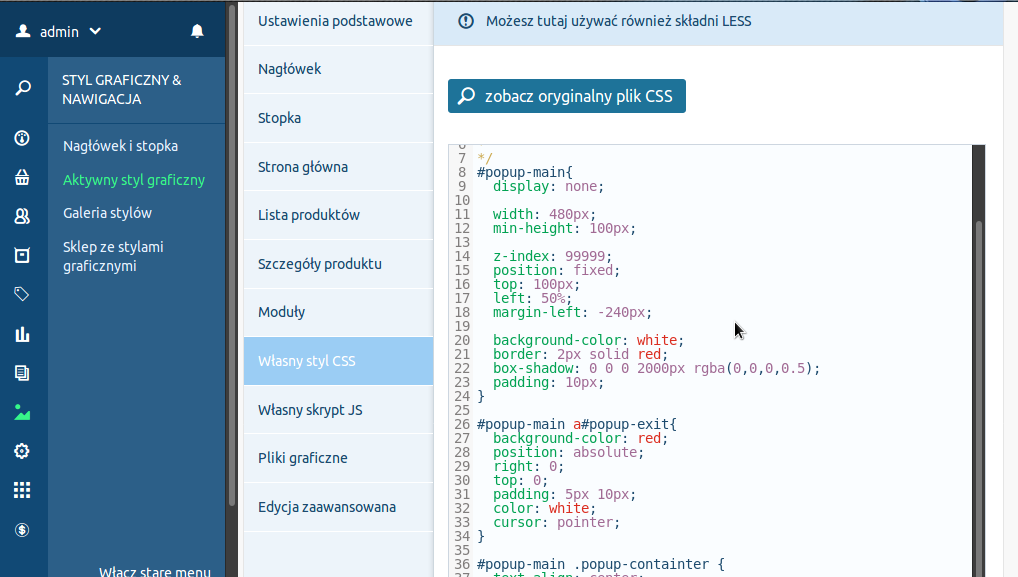 admin
STYL GRAFICZNY &
NAWIGACJA
Nagłówek i stopka
Aktywny styl graficzny
Galeria stylów
Sklep ze stylami
graficznymi
Włącz stare menu
Ustawienia podstawowe
Nagłówek
Stopka
Strona główna
Lista produktów
Szczegóły produktu
Moduły
Własny styl CSS
Własny skrypt JS
Pliki graficzne
Edycja zaawansowana
Możesz tutaj używać również składni LESS
zobacz oryginalny plik CSS
6
7 */
8 #popup-main{
9 display: none;
10
11 width: 480px;
12 min-height: 100px;
13
14 z-index: 99999;
15 position: fixed;
16 top: 100px;
17 left: 50%;
18 margin-left: -240px;
19
20 background-color: white;
21 border: 2px solid red;
22 box-shadow: 0 0 0 2000px rgba(0,0,0,0.5);
23 padding: 10px;
24 }
25
26 #popup-main a#popup-exit{
27 background-color: red;
28 position: absolute;
29 right: 0;
30 top: 0;
31 padding: 5px 10px;
32 color: white;
33 cursor: pointer;
34 }
35
36 #popup-main .popup-containter {
37 text-align: center;